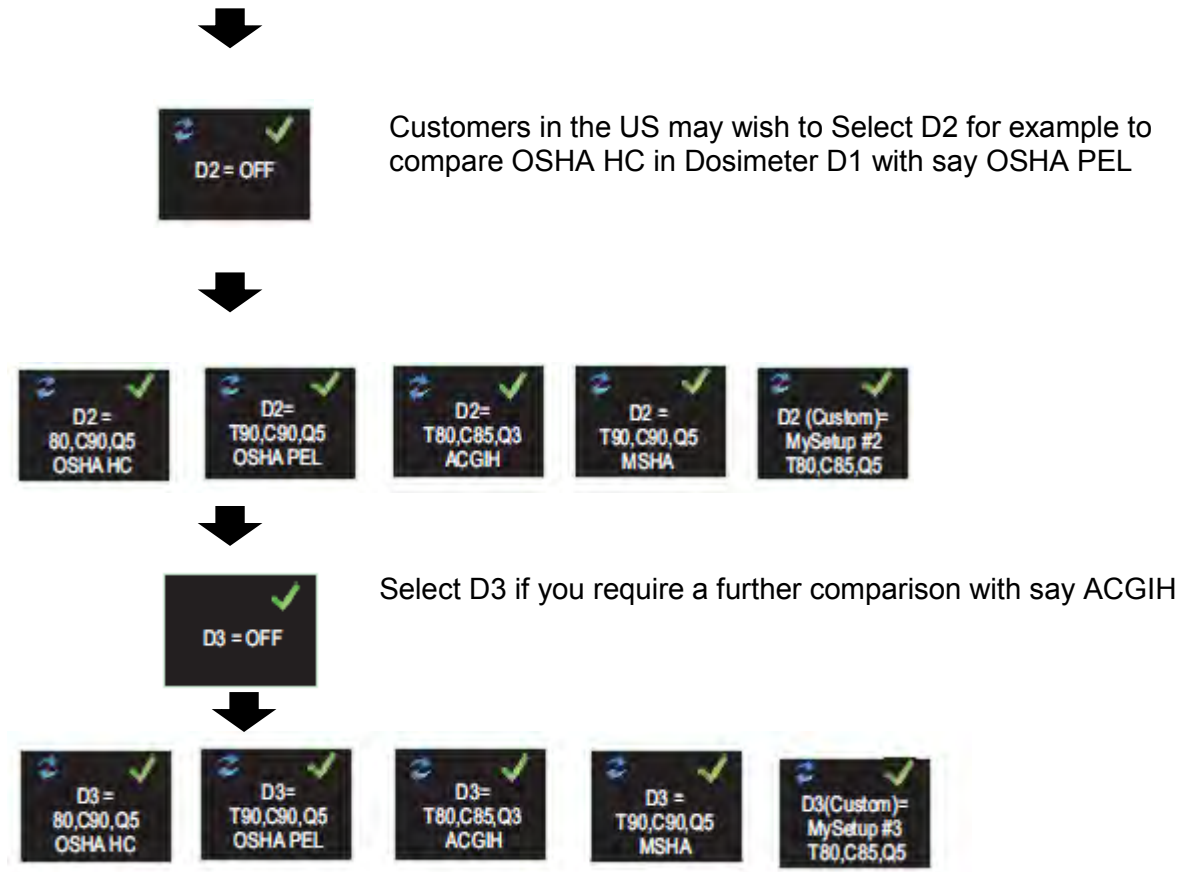 D2 = OFF
Customers in the US may wish to Select D2 for example to
compare OSHA HC in Dosimeter D1 with say OSHA PEL
D2 =
80,C90,Q5
OSHA HC
D2=
T90,C90,Q5
OSHA PEL
D2=
T80,C85,Q3
ACGIH
D2 =
T90,C90,Q5
MSHA
D2 (Custom)=
MySetup #2
T80,C85,Q5
D3 = OFF
Select D3 if you require a further comparison with say ACGIH
D3 =
80,C90,Q5
OSHA HC
D3=
T90,C90,Q5
OSHA PEL
D3=
T80,C85,Q3
ACGIH
D3 =
T90,C90,Q5
MSHA
D3(Custom)=
MySetup #3
T80,C85,Q5